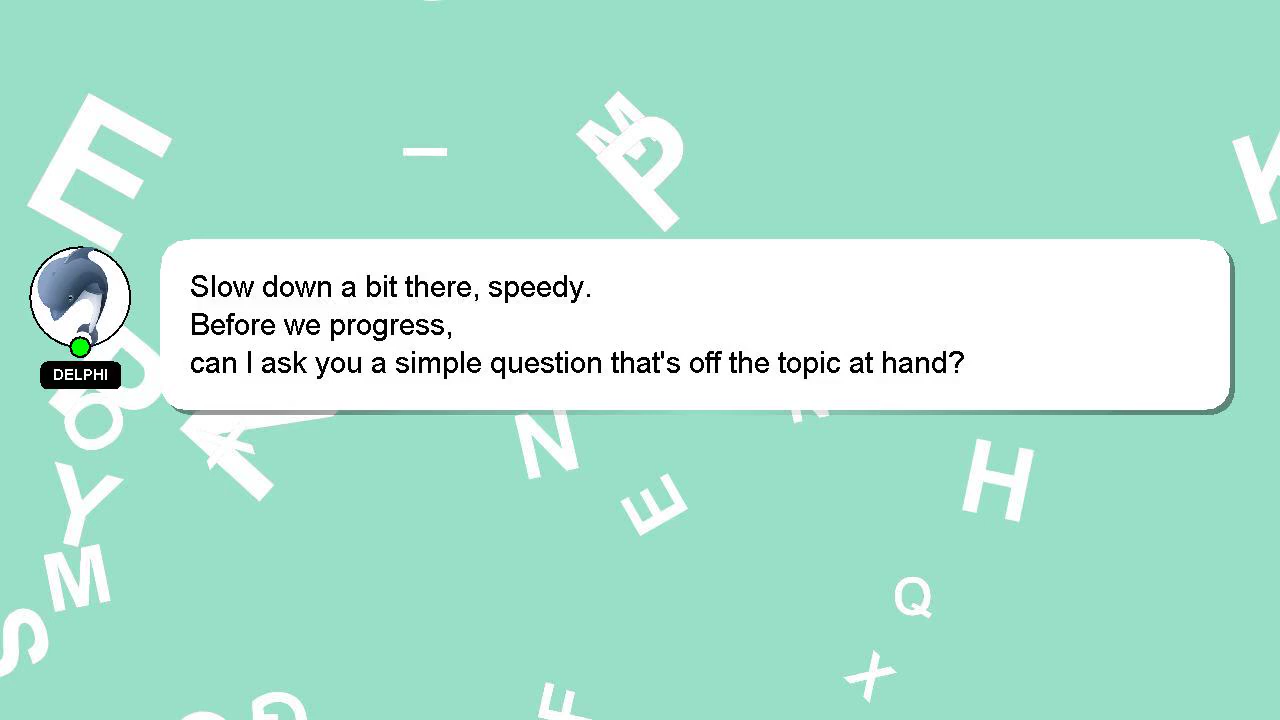 E
I
M
P
K
Slow down a bit there, speedy.
Before we progress,
can I ask you a simple question that's off the topic at hand?
DELPHI
N
H
Y
E
M
Q
S
X
G
F